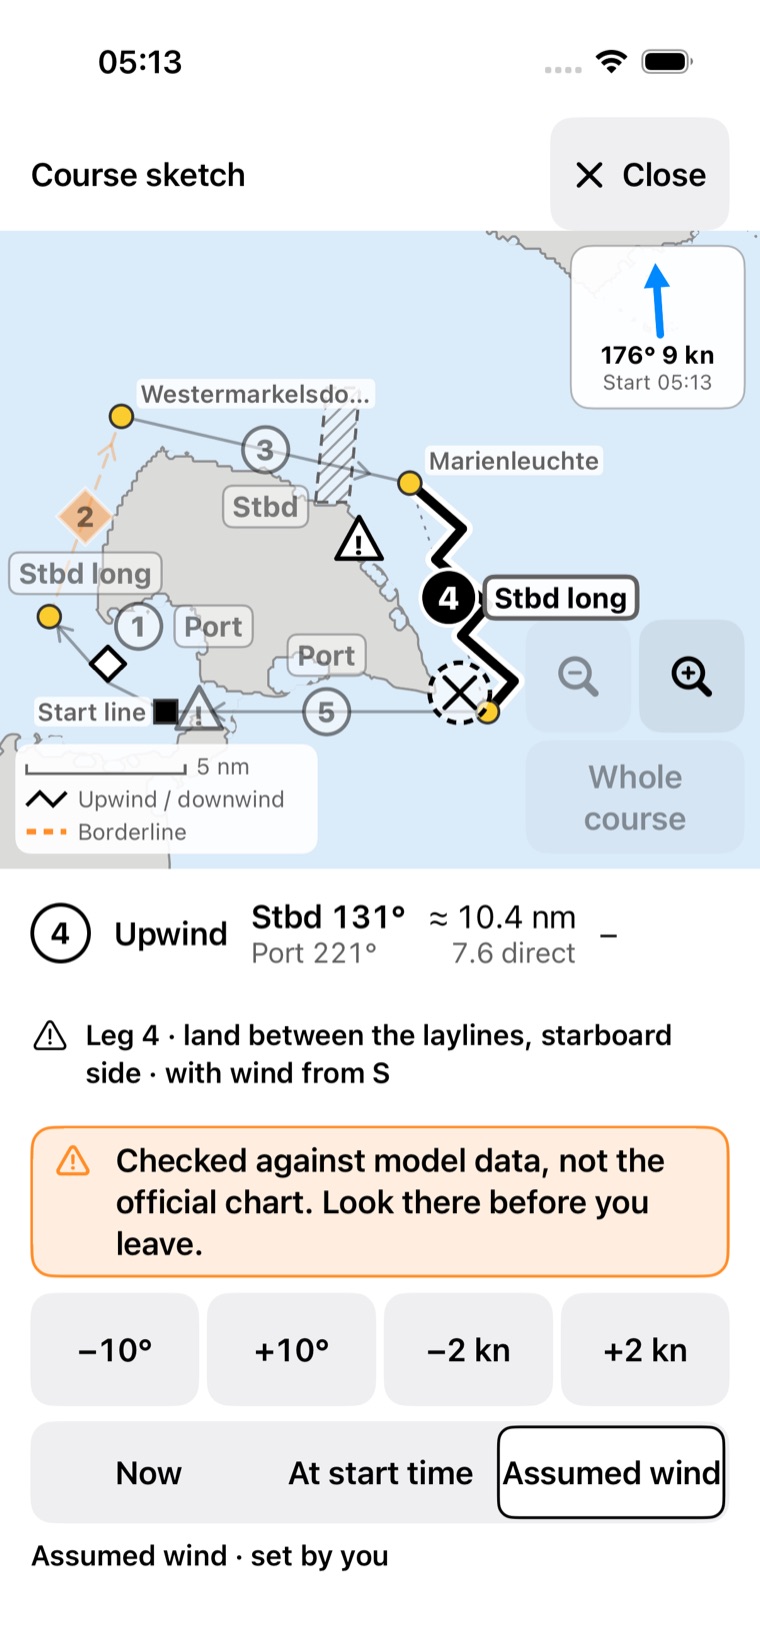 05:13
Course sketch
Close
176° 9 kn
Start 05:13
Westermarkelsdo...
3
Marienleuchte
Stbd
2
Stbd long
4
Stbd long
1
Port
Port
Start line
5
5 nm
Upwind / downwind
Borderline
Whole
course
4
Upwind
Stbd 131°
≈ 10.4 nm
–
Port 221°
7.6 direct
Leg 4 · land between the laylines, starboard
side · with wind from S
Checked against model data, not the
official chart. Look there before you
leave.
–10°
+10°
–2 kn
+2 kn
Now
At start time
Assumed wind
Assumed wind · set by you